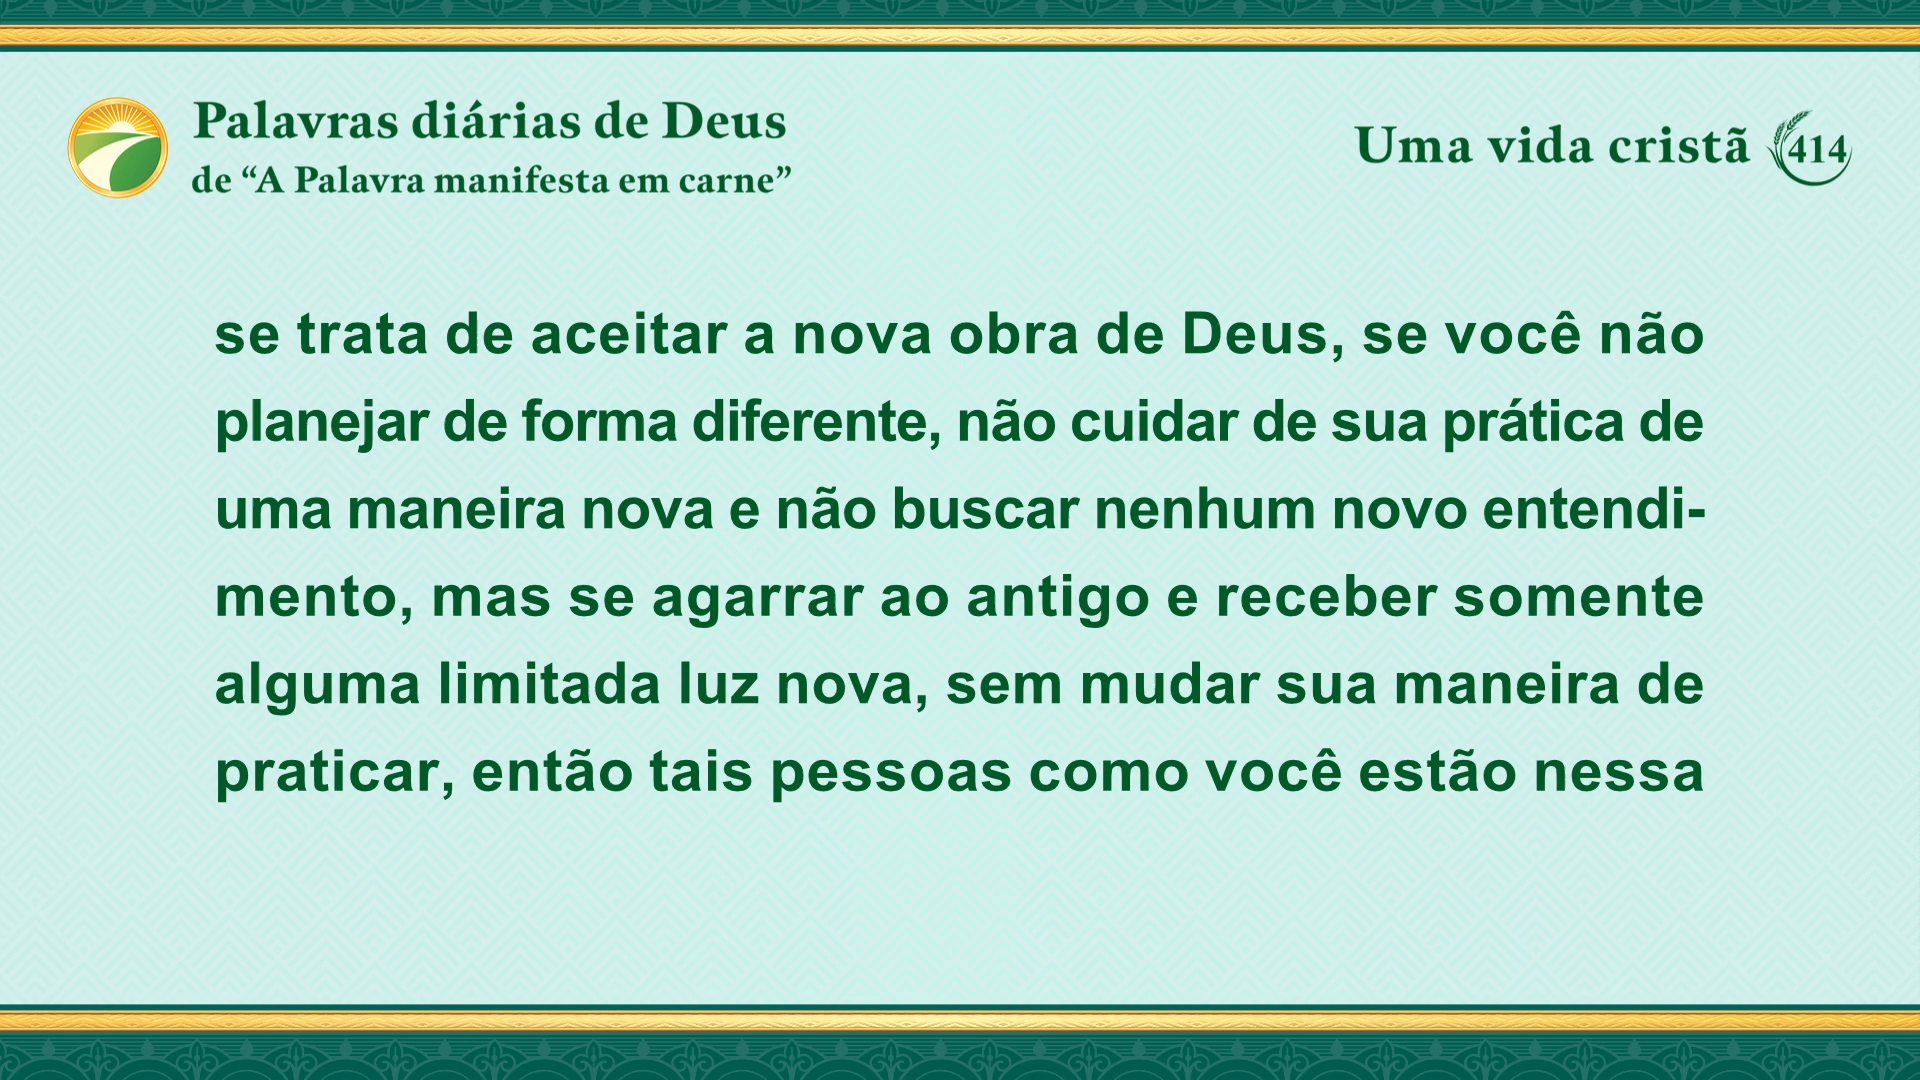 Palavras diárias de Deus
de “A Palavra manifesta em carne”
Uma vida cristã 414
se trata de aceitar a nova obra de Deus, se você não
planejar de forma diferente, não cuidar de sua prática de
uma maneira nova e não buscar nenhum novo entendi-
mento, mas se agarrar ao antigo e receber somente
alguma limitada luz nova, sem mudar sua maneira de
praticar, então tais pessoas como você estão nessa